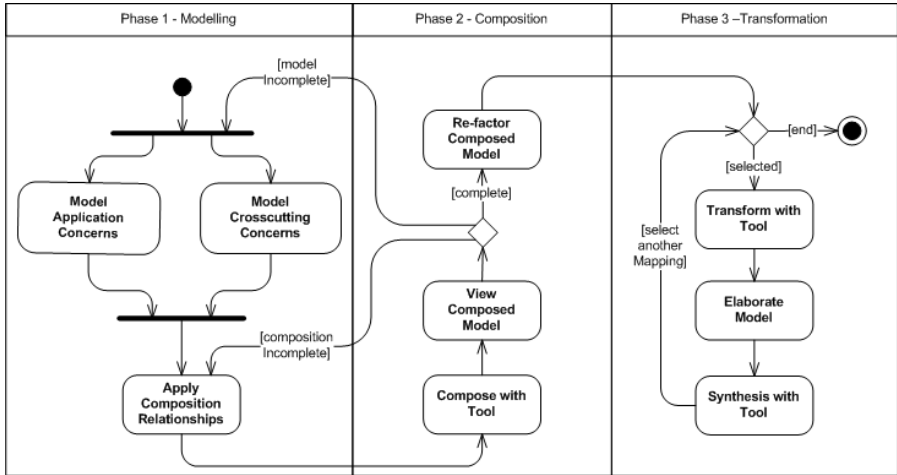 Phase 1 - Modelling
Phase 2 - Composition
Phase 3 –Transformation
[model
Incomplete]
Model
Application
Concerns
Model
Crosscutting
Concerns
[composition
Incomplete]
Apply
Composition
Relationships
Re-factor
Composed
Model
[complete]
View
Composed
Model
Compose with
Tool
[end]
[selected]
Transform with
Tool
[select
another
Mapping]
Elaborate
Model
Synthesis with
Tool